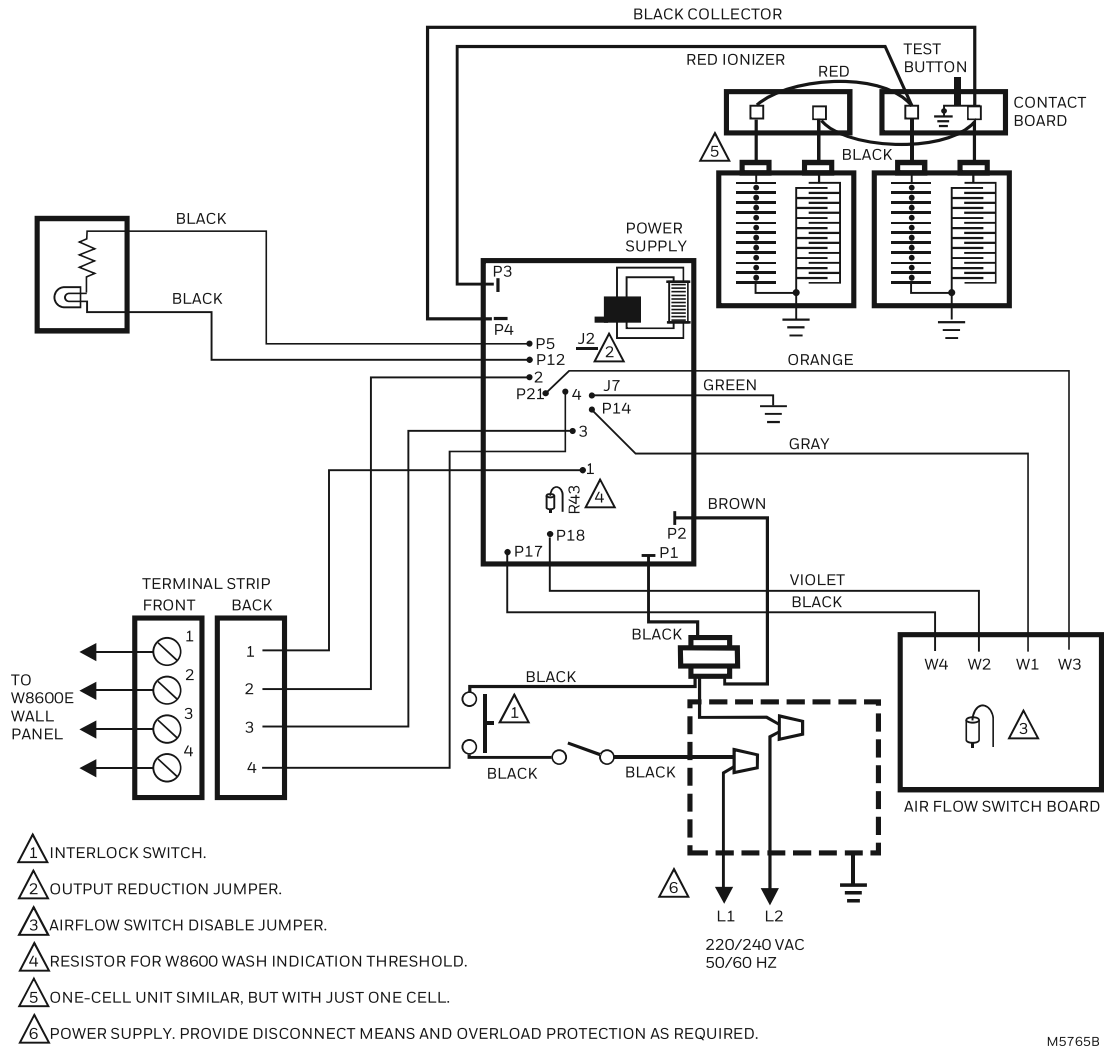 BLACK COLLECTOR
RED IONIZER
TEST
BUTTON
RED
CONTACT
BOARD
5
BLACK
BLACK
BLACK
POWER
SUPPLY
P3
P4
J2
2
P5
P12
2
P21
4
J7
P14
3
1
R43
4
P18
P17
P2
P1
ORANGE
GREEN
GRAY
BROWN
VIOLET
BLACK
TERMINAL STRIP
FRONT
BACK
1
2
3
4
1
2
3
4
TO
W8600E
WALL
PANEL
BLACK
BLACK
1
BLACK
BLACK
W4
W2
W1
W3
3
AIR FLOW SWITCH BOARD
6
L1
L2
220/240 VAC
50/60 HZ
1 INTERLOCK SWITCH.
2 OUTPUT REDUCTION JUMPER.
3 AIRFLOW SWITCH DISABLE JUMPER.
4 RESISTOR FOR W8600 WASH INDICATION THRESHOLD.
5 ONE-CELL UNIT SIMILAR, BUT WITH JUST ONE CELL.
6 POWER SUPPLY. PROVIDE DISCONNECT MEANS AND OVERLOAD PROTECTION AS REQUIRED.
M5765B